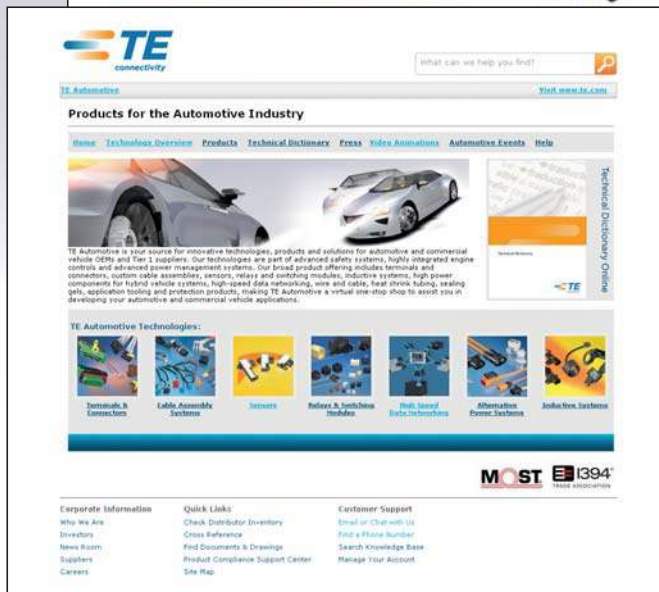 TE
connectivity
What can we help you find?
TE Automotive
Visit www.te.com
Products for the Automotive Industry
Home Technology Overview Products Technical Dictionary Press Video Animations Automotive Events Help
TE Automotive is your source for innovative technologies, products and solutions for automotive and commercial
vehicle OEMs and Tier 1 suppliers. Our technologies are part of advanced safety systems, highly integrated engine
controls and advanced power management systems. Our broad product offering includes terminals and
connectors, custom cable assemblies, sensors, relays and switching modules, inductive systems, high power
components for hybrid vehicle systems, high-speed data networking, wire and cable, heat shrink tubing, sealing
gels, application tooling and protection products, making TE Automotive a virtual one-stop shop to assist you in
developing your automotive and commercial vehicle applications.
Technical Dictionary
TE
Technical Dictionary Online
TE Automotive Technologies:
Terminals &
Connectors
Cable Assembly
Systems
Sensors
Relays & Switching
Modules
High Speed
Data Networking
Alternative
Power Systems
Inductive Systems
MOST
1394
TRADE ASSOCIATION
Corporate Information
Who We Are
Investors
News Room
Suppliers
Careers
Quick Links
Check Distributor Inventory
Cross Reference
Find Documents & Drawings
Product Compliance Support Center
Site Map
Customer Support
Email or Chat with Us
Find a Phone Number
Search Knowledge Base
Manage Your Account